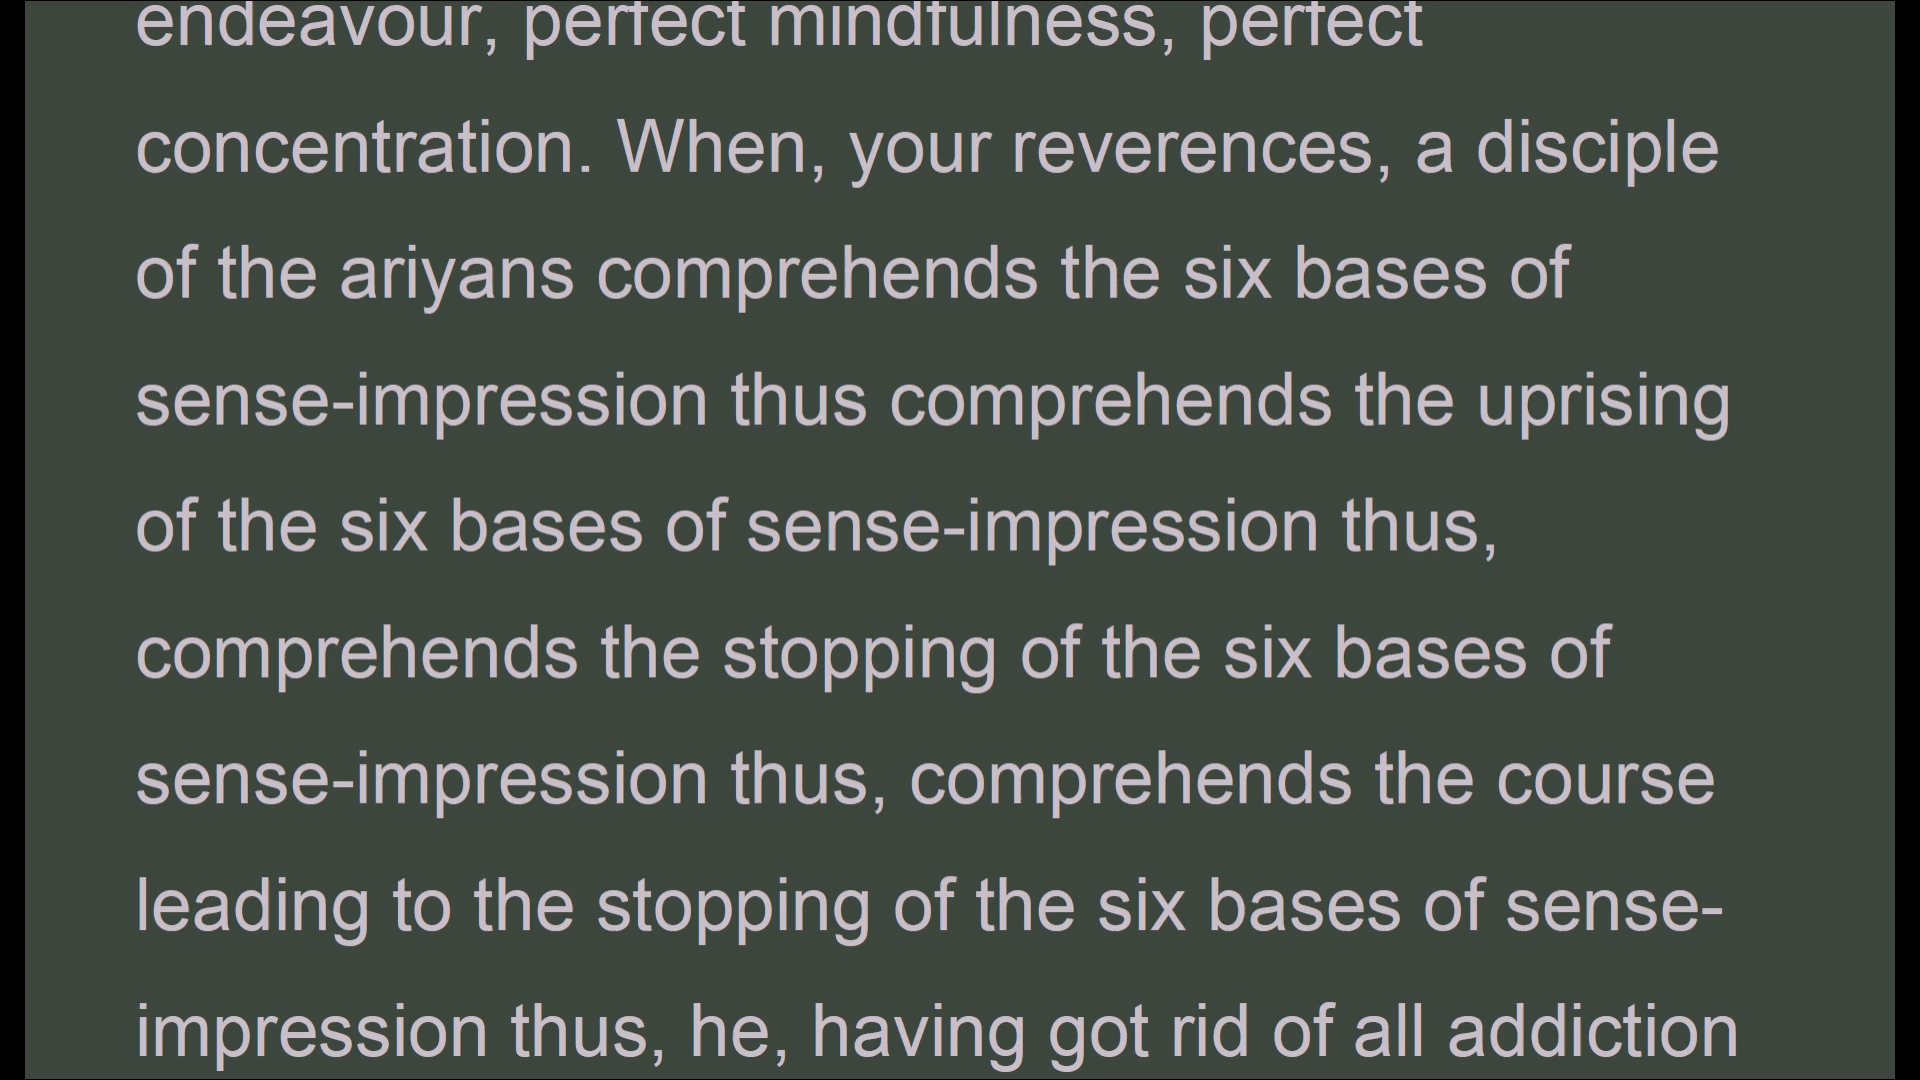 endeavour, perfect mindfulness, perfect
concentration. When, your reverences, a disciple
of the ariyans comprehends the six bases of
sense-impression thus comprehends the uprising
of the six bases of sense-impression thus,
comprehends the stopping of the six bases of
sense-impression thus, comprehends the course
leading to the stopping of the six bases of sense-
impression thus, he, having got rid of all addiction